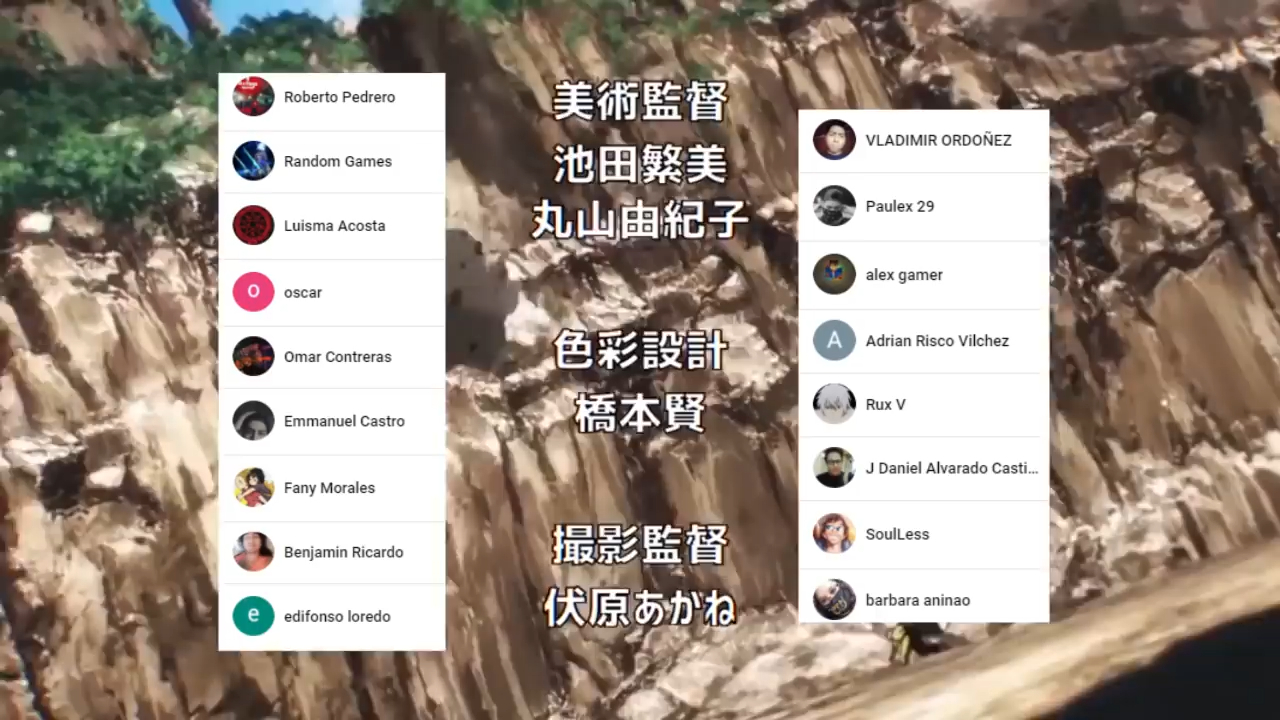 Roberto Pedrero
Random Games
Luisma Acosta
o
oscar
Omar Contreras
Emmanuel Castro
Fany Morales
Benjamin Ricardo
e
edifonso loredo
美術監督
池田繁美
丸山由紀子
色彩設計
橋本賢
撮影監督
伏原あかね
VLADIMIR ORDOÑEZ
Paulex 29
alex gamer
A
Adrian Risco Vilchez
Rux V
J Daniel Alvarado Casti...
SoulLess
barbara aninao